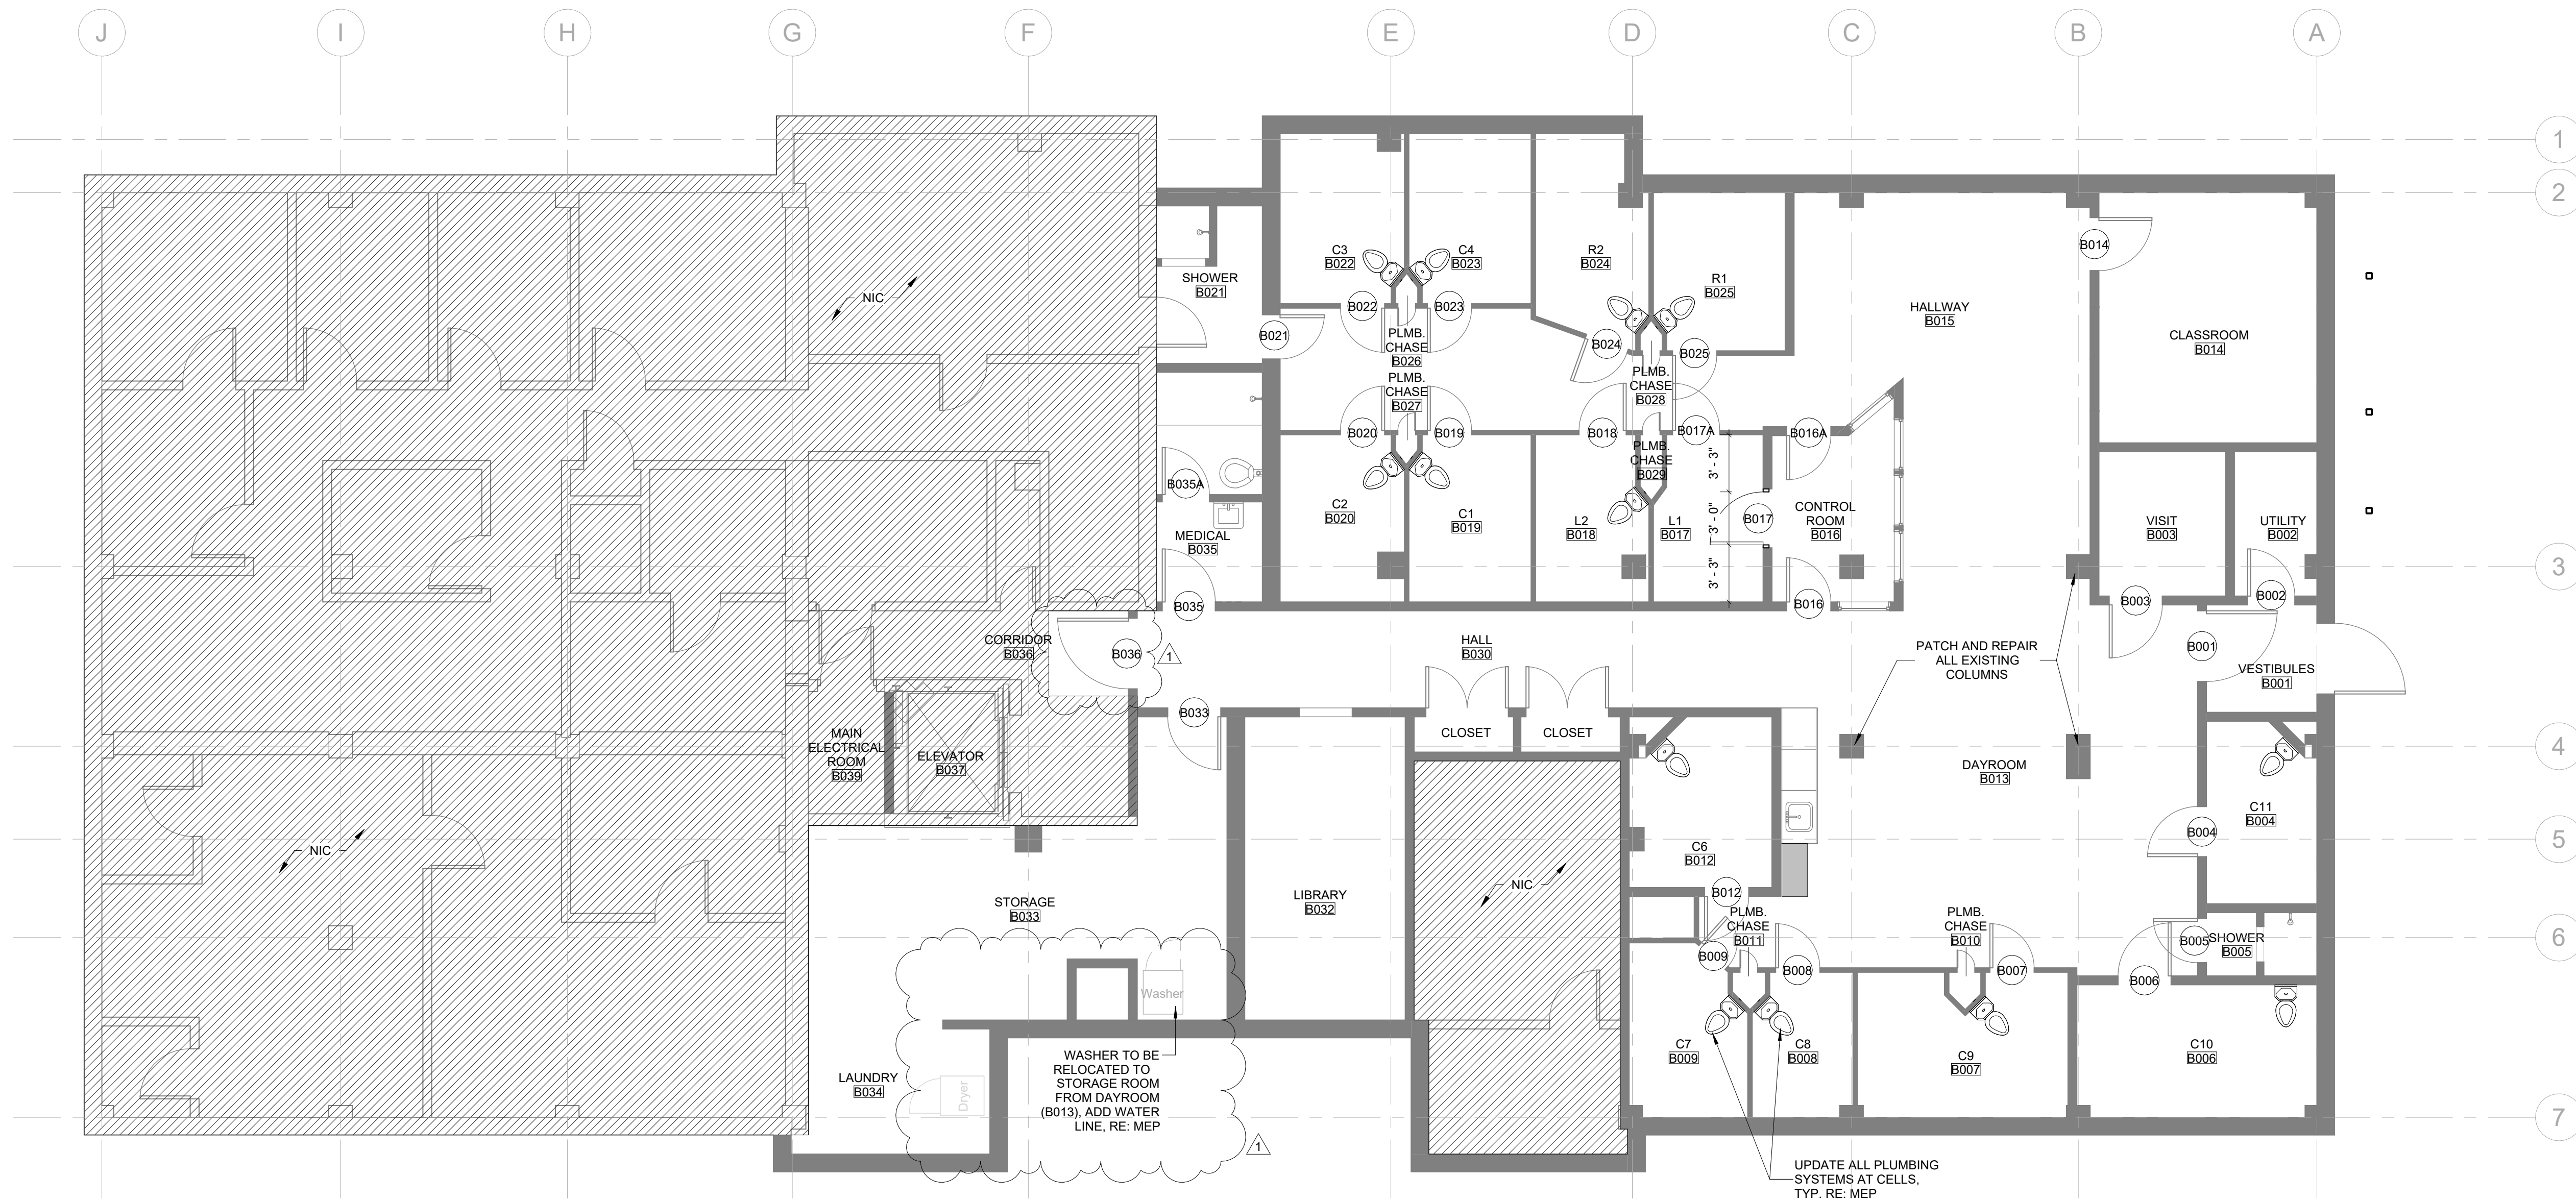 J
I
H
G
F
E
D
C
B
A
1
2
3
4
5
6
7
NIC
SHOWER
B021
B021
C3
B022
B022
C4
B023
B023
PLMB.
CHASE
B026
PLMB.
CHASE
B027
R2
B024
B024
R1
B025
B025
PLMB.
CHASE
B028
PLMB.
CHASE
B029
HALLWAY
B015
B014
CLASSROOM
B014
B035A
MEDICAL
B035
B035
B020
C2
B020
B019
C1
B019
B018
L2
B018
B017A
L1
B017
3' - 3"
3' - 0"
3' - 3"
B017
B016A
CONTROL
ROOM
B016
B016
VISIT
B003
B003
UTILITY
B002
B002
B001
VESTIBULES
B001
PATCH AND REPAIR
ALL EXISTING
COLUMNS
CORRIDOR
B036
B036
1
HALL
B030
B033
CLOSET
CLOSET
MAIN
ELECTRICAL
ROOM
B039
ELEVATOR
B037
DAYROOM
B013
C11
B004
B004
C6
B012
B012
NIC
NIC
STORAGE
B033
LIBRARY
B032
PLMB.
CHASE
B011
PLMB.
CHASE
B010
B009
B008
B007
B006
B005
SHOWER
B005
Washer
Dryer
LAUNDRY
B034
WASHER TO BE
RELOCATED TO
STORAGE ROOM
FROM DAYROOM
(B013), ADD WATER
LINE, RE: MEP
1
C7
B009
C8
B008
C9
B007
C10
B006
UPDATE ALL PLUMBING
SYSTEMS AT CELLS,
TYP. RE: MEP